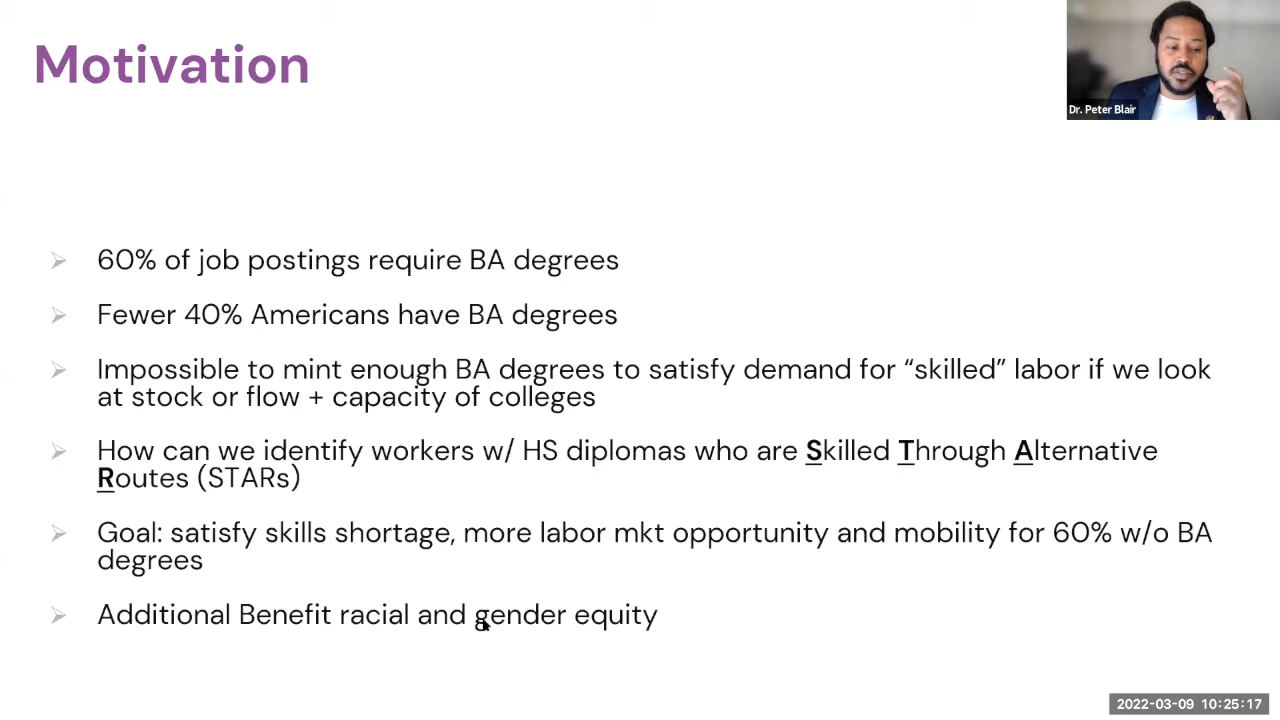 Motivation
Dr. Peter Blair
60% of job postings require BA degrees
Fewer 40% Americans have BA degrees
Impossible to mint enough BA degrees to satisfy demand for “skilled” labor if we look
at stock or flow + capacity of colleges
How can we identify workers w/ HS diplomas who are Skilled Through Alternative
Routes (STARs)
Goal: satisfy skills shortage, more labor mkt opportunity and mobility for 60% w/o BA
degrees
Additional Benefit racial and gender equity
2022-03-09 10:25:17